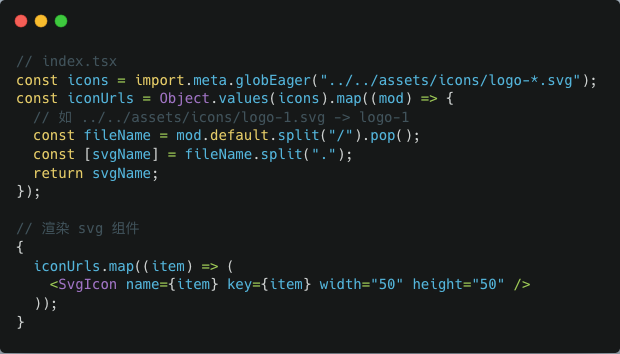 // index.tsx
const icons = import.meta.globEager("../../assets/icons/logo-*.svg");
const iconUrls = Object.values(icons).map((mod) => {
  // 如 ../../assets/icons/logo-1.svg -> logo-1
  const fileName = mod.default.split("/").pop();
  const [svgName] = fileName.split(".");
  return svgName;
});

// 渲染 svg 组件
{
  iconUrls.map((item) => (
    <SvgIcon name={item} key={item} width="50" height="50" />
  ));
}